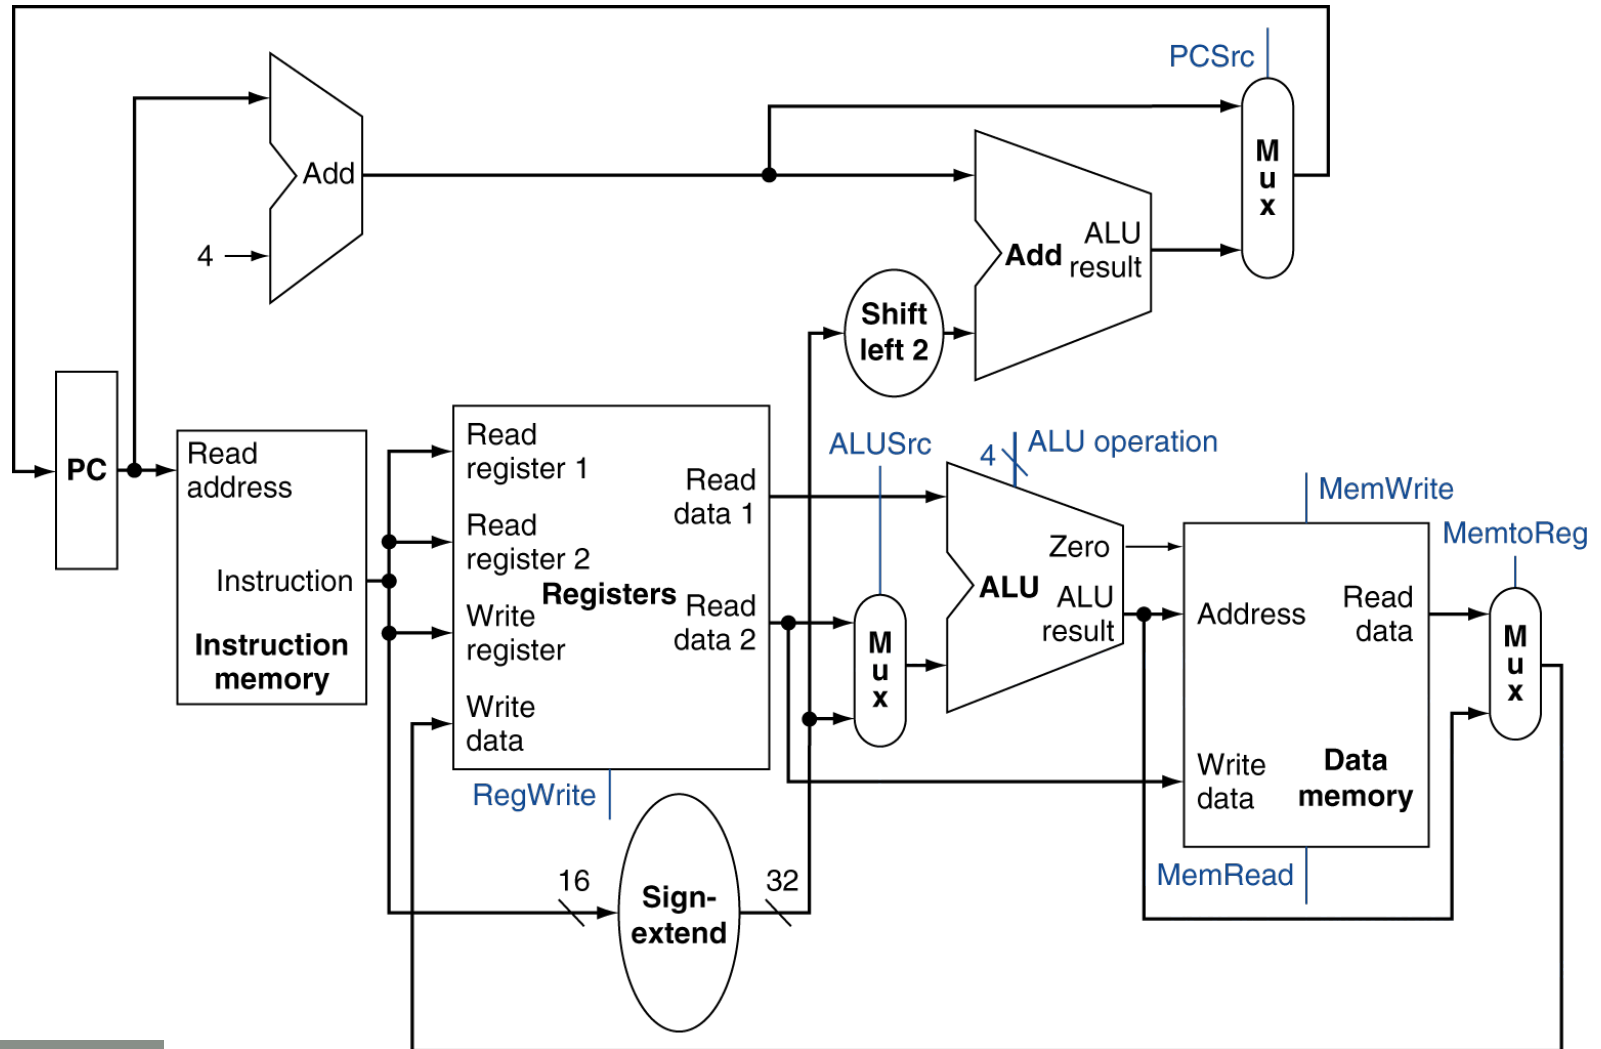 PCSrc
M
u
x
Add
4
Add
ALU
result
Shift
left 2
PC
Read
address
Instruction
Instruction
memory
Read
register 1
Read
register 2
Write
register
Write
data
Registers
Read
data 1
Read
data 2
RegWrite
16
Sign-
extend
32
ALUSrc
M
u
x
4
ALU operation
Zero
ALU
ALU
result
MemWrite
Address
Read
data
Write
data
Data
memory
MemRead
MemtoReg
M
u
x